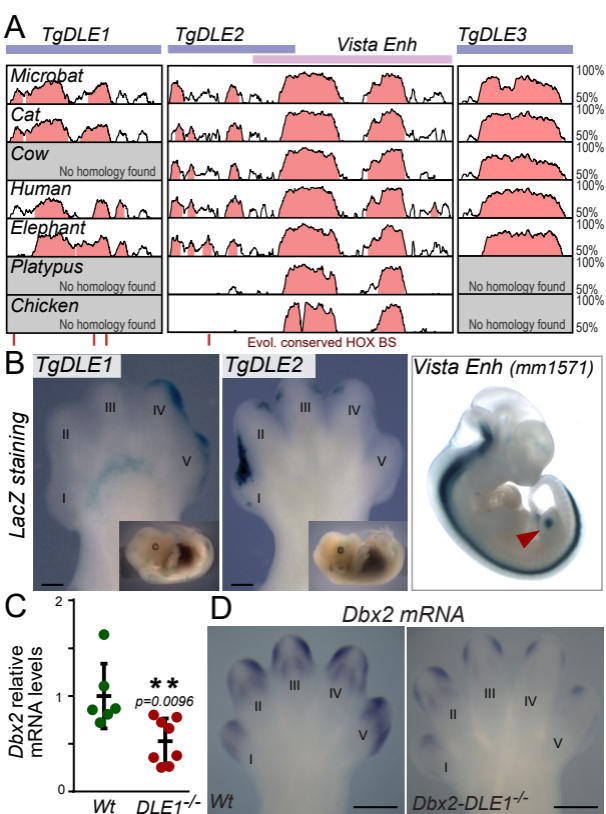 A
TgDLE1 TgDLE2 Vista Enh TgDLE3
Microbat 100% 50%
Cat 100% 50%
Cow No homology found 100% 50%
Human 100% 50%
Elephant 100% 50%
Platypus No homology found No homology found 100% 50%
Chicken No homology found No homology found 100% 50%
Evol. conserved HOX BS
B
TgDLE1 TgDLE2 Vista Enh (mm1571)
LacZ staining
I II III IV V
I II III IV V
C
Dbx2 relative
mRNA levels
2
1
0
**
p=0.0096
Wt DLE1-/-
D
Dbx2 mRNA
I II III IV V
I II III IV V
Wt Dbx2-DLE1-/-